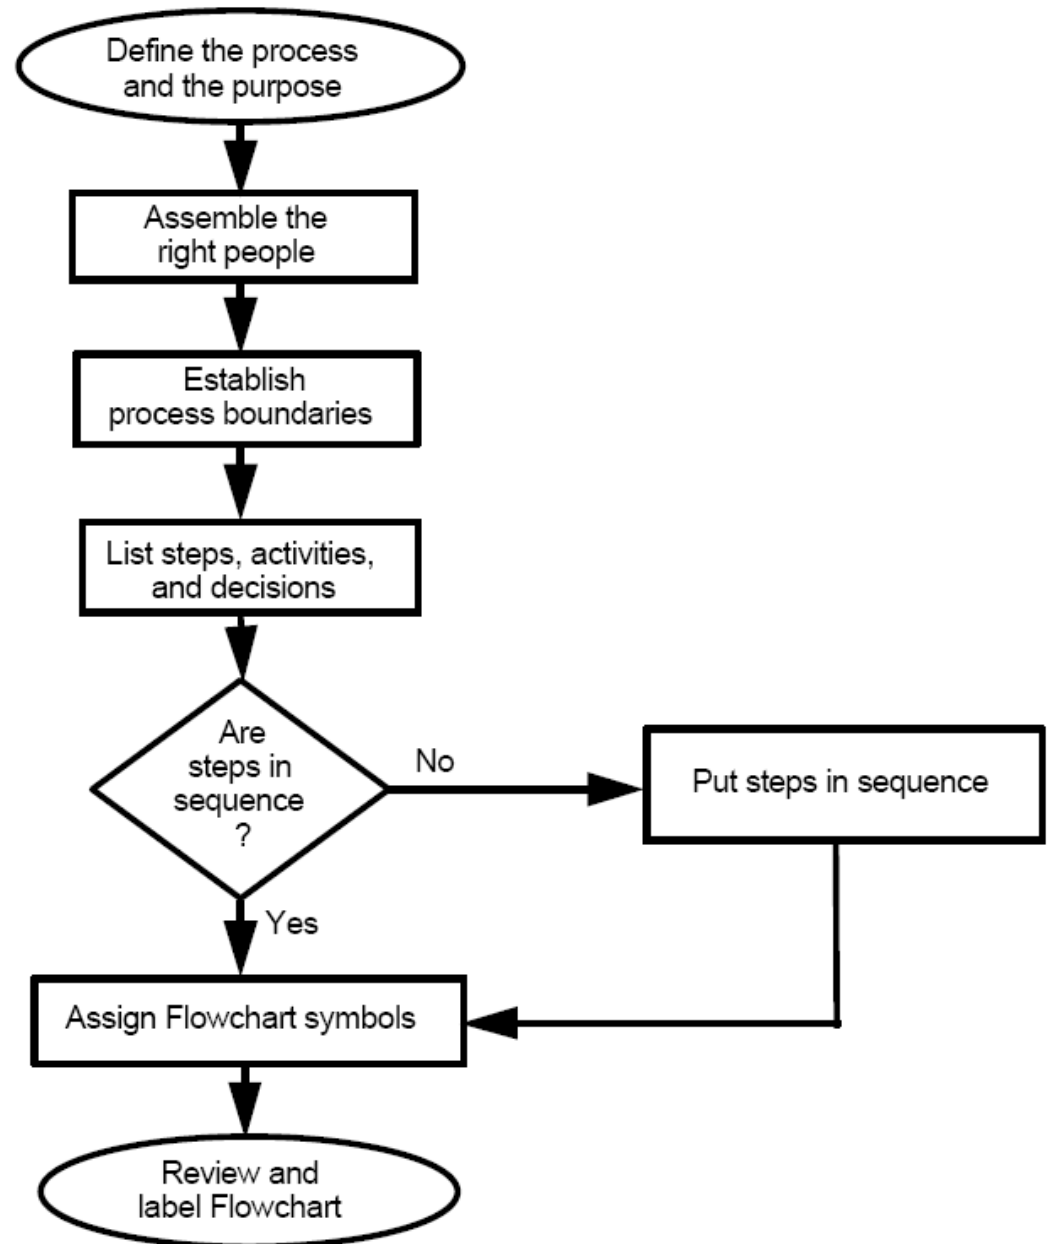 Define the process
and the purpose
Assemble the
right people
Establish
process boundaries
List steps, activities,
and decisions
Are
steps in
sequence
?
No
Put steps in sequence
Yes
Assign Flowchart symbols
Review and
label Flowchart